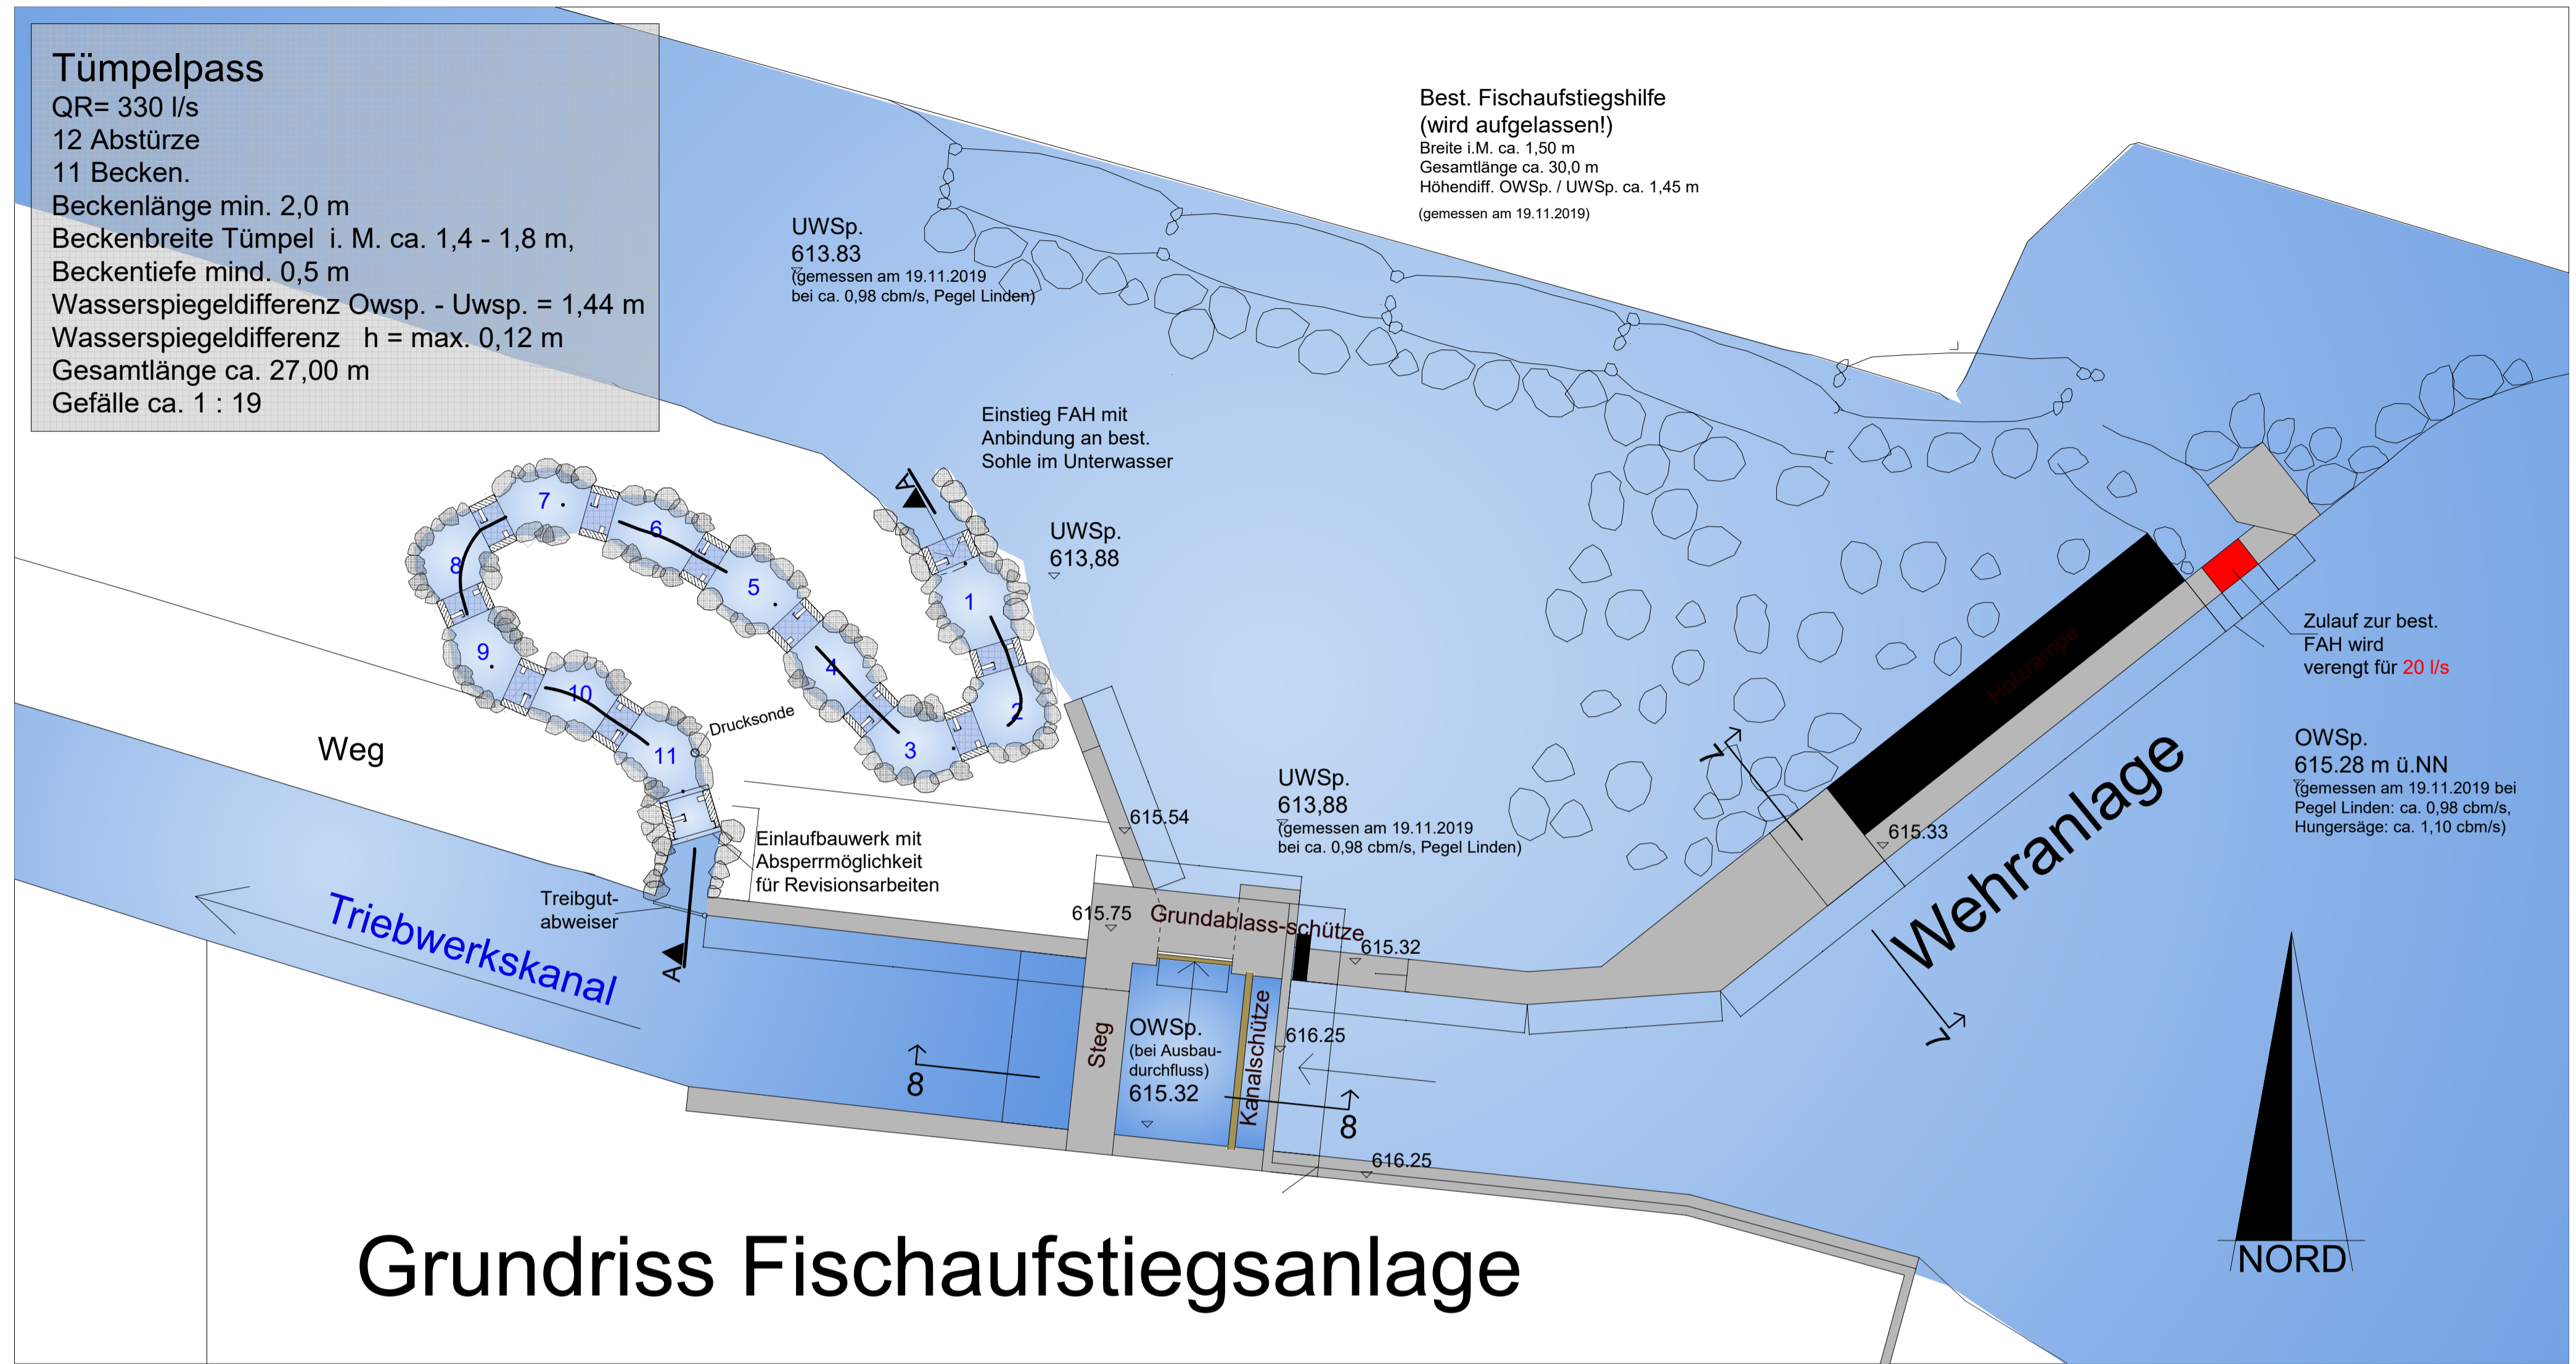 Tümpelpass
QR= 330 l/s
12 Abstürze
11 Becken.
Beckenlänge min. 2,0 m
Beckenbreite Tümpel i. M. ca. 1,4 - 1,8 m,
Beckentiefe mind. 0,5 m
Wasserspiegeldifferenz Owsp. - Uwsp. = 1,44 m
Wasserspiegeldifferenz h = max. 0,12 m
Gesamtlänge ca. 27,00 m
Gefälle ca. 1 : 19
Best. Fischaufstiegshilfe
(wird aufgelassen!)
Breite i.M. ca. 1,50 m
Gesamtlänge ca. 30,0 m
Höhendiff. OWSp. / UWSp. ca. 1,45 m
(gemessen am 19.11.2019)
UWSp.
613.83
(gemessen am 19.11.2019
bei ca. 0,98 cbm/s, Pegel Linden)
Einstieg FAH mit
Anbindung an best.
Sohle im Unterwasser
A
UWSp.
613,88
7
6
8
5
1
9
4
10
2
3
11
Drucksonde
Weg
Zulauf zur best.
FAH wird
verengt für 20 l/s
Holzrampe
OWSp.
615.28 m ü.NN
(gemessen am 19.11.2019 bei
Pegel Linden: ca. 0,98 cbm/s,
Hungersäge: ca. 1,10 cbm/s)
7
UWSp.
613,88
(gemessen am 19.11.2019
bei ca. 0,98 cbm/s, Pegel Linden)
615.54
615.33
Wehranlage
7
Einlaufbauwerk mit
Absperrmöglichkeit
für Revisionsarbeiten
Treibgut-
abweiser
A
Triebwerkskanal
615.75
Grundablass-schütze
615.32
Steg
OWSp.
(bei Ausbau-
durchfluss)
615.32
Kanalschütze
616.25
8
8
616.25
NORD
Grundriss Fischaufstiegsanlage